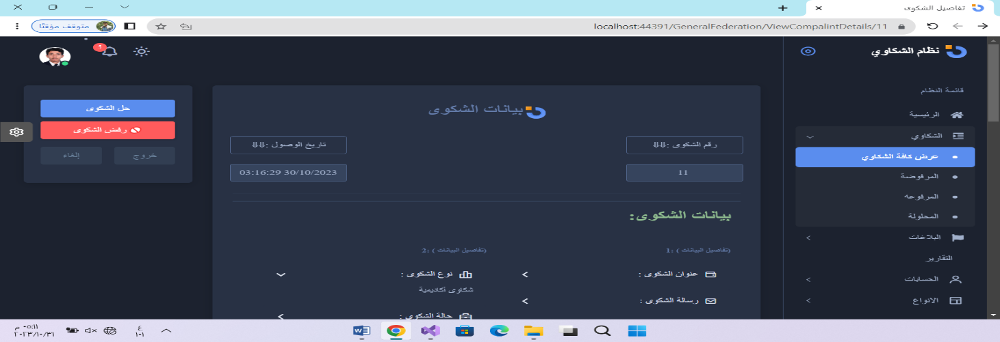 تفاصيل الشكوى
localhost:44391/GeneralFederation/ViewCompalintDetails/11
متوقف مؤقتًا
نظام الشكاوي
قائمة النظام
الرئيسية
الشكاوي
عرض كافة الشكاوي
المرفوضة
المرفوعه
المحلولة
البلاغات
التقارير
الحسابات
الانواع
5
بيانات الشكوى
رقم الشكوى :
تاريخ الوصول :
11
03:16:29 30/10/2023
بيانات الشكوى:
(تفاصيل البيانات ) :1
(تفاصيل البيانات ) :2
عنوان الشكوى :
نوع الشكوى :
شكاوى أكاديمية
رسالة الشكوى :
حالة الشكوى :
حل الشكوى
رفض الشكوى
خروج
إلغاء
ع
١٠١
٠٥:١١ م
٢٠٢٣/١٠/٣١